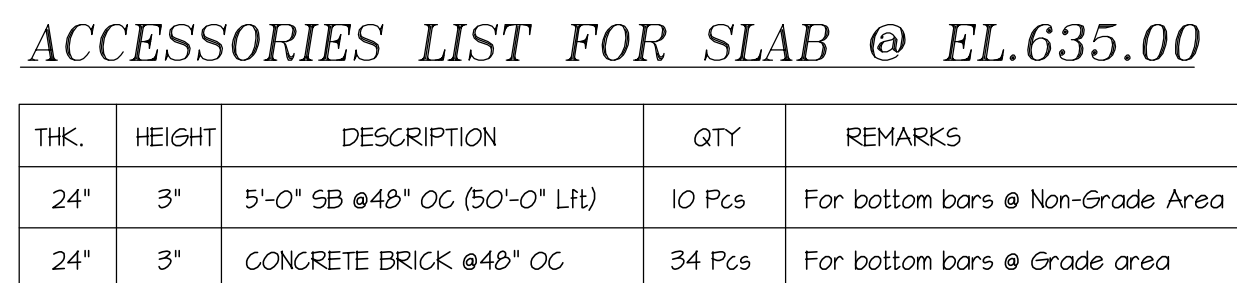 ACCESSORIES LIST FOR SLAB @ EL.635.00
THK. HEIGHT DESCRIPTION QTY REMARKS
24" 3" 5'-0" SB @48" OC (50'-0" Lft) 10 Pcs For bottom bars @ Non-Grade Area
24" 3" CONCRETE BRICK @48" OC 34 Pcs For bottom bars @ Grade area